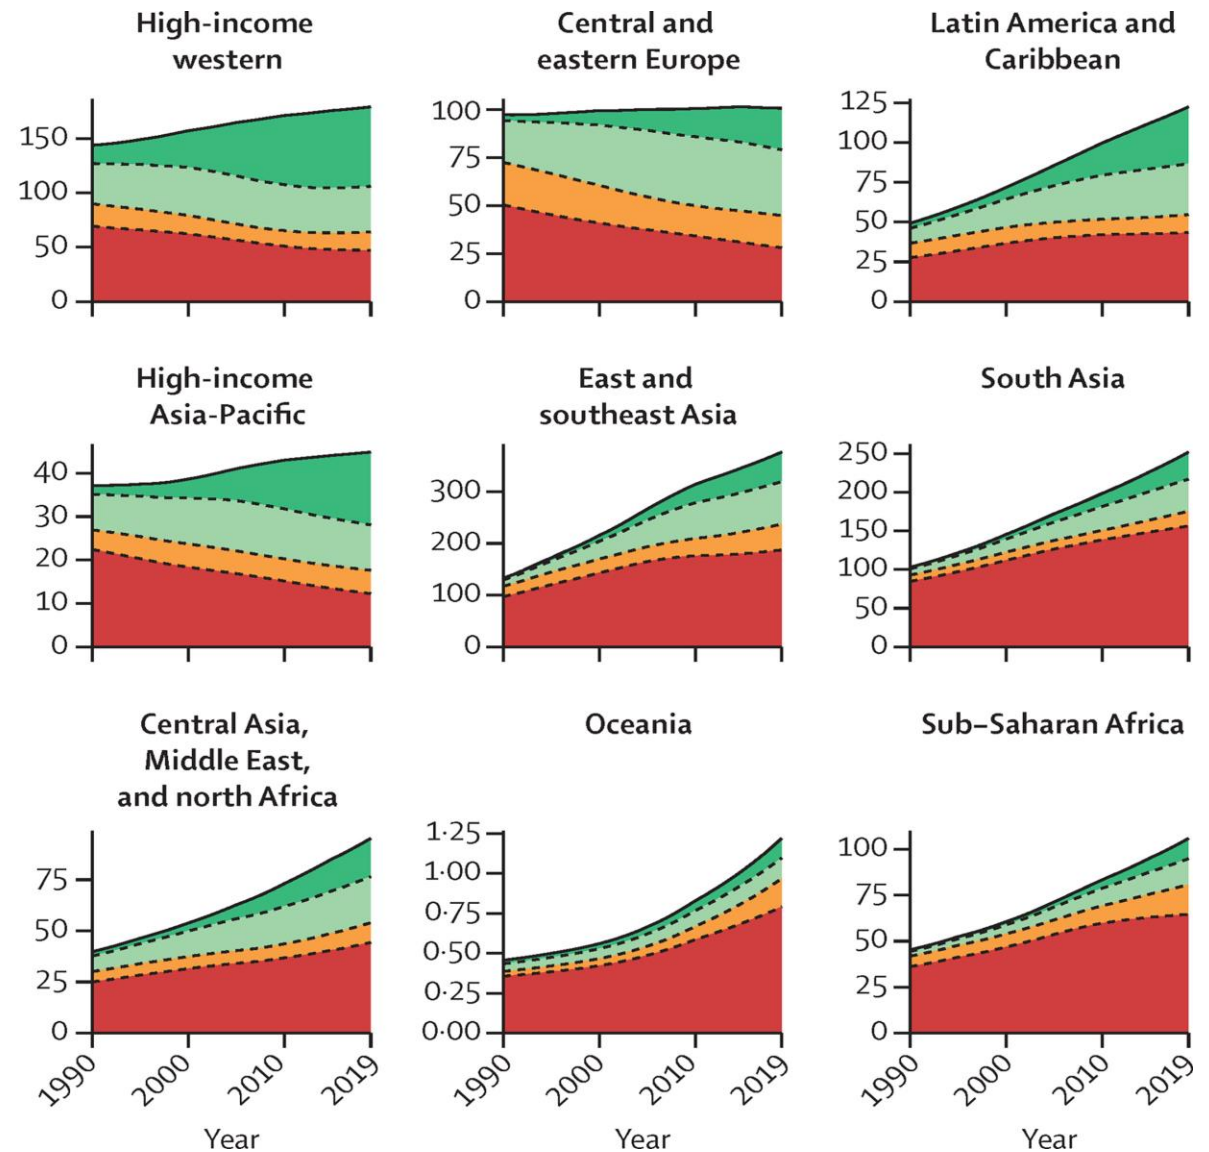 High-income
western
Central and
eastern Europe
Latin America and
Caribbean
150
100
50
0
100
75
50
25
0
125
100
75
50
25
0
High-income
Asia-Pacific
East and
southeast Asia
South Asia
40
30
20
10
0
300
200
100
0
250
200
150
100
50
0
Central Asia,
Middle East,
and north Africa
Oceania
Sub–Saharan Africa
75
50
25
0
1·25
1·00
0·75
0·50
0·25
0·00
100
75
50
25
0
1990 2000 2010 2019
1990 2000 2010 2019
1990 2000 2010 2019
Year
Year
Year